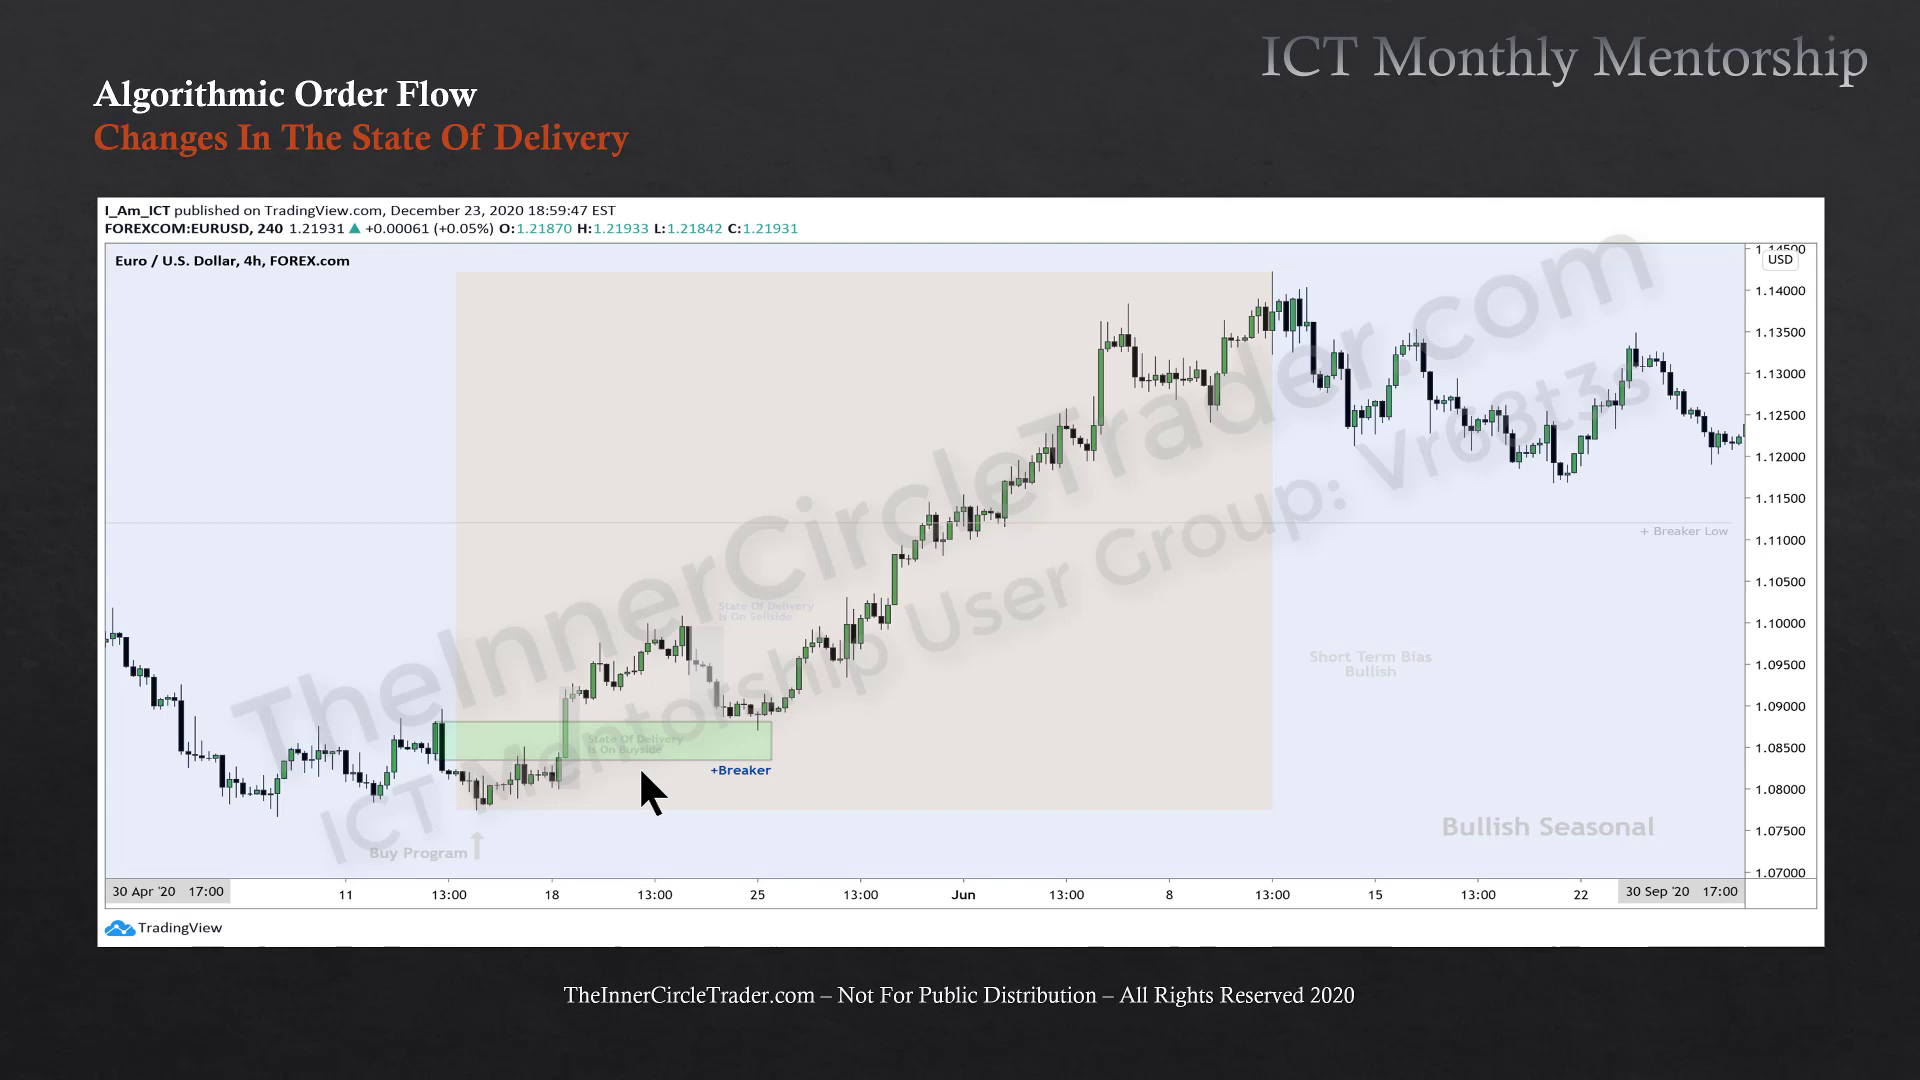 ICT Monthly Mentorship
Algorithmic Order Flow
Changes In The State Of Delivery
I_Am_ICT published on TradingView.com, December 23, 2020 18:59:47 EST
FOREXCOM:EURUSD, 240 1.21931 ▲ +0.00061 (+0.05%) O:1.21870 H:1.21933 L:1.21842 C:1.21931
Euro / U.S. Dollar, 4h, FOREX.com
1.14500
USD
1.14000
1.13500
1.13000
1.12500
1.12000
1.11500
+ Breaker Low
1.11000
1.10500
State Of Delivery
Is On Sellside
1.10000
Short Term Bias
Bullish
1.09500
1.09000
State Of Delivery
Is On Buyside
1.08500
+Breaker
1.08000
Bullish Seasonal
1.07500
Buy Program
1.07000
30 Apr '20 17:00 11 13:00 18 13:00 25 13:00 Jun 13:00 8 13:00 15 13:00 22 30 Sep '20 17:00
TradingView
TheInnerCircleTrader.com
ICT Mentorship User Group: Vr68t3s
TheInnerCircleTrader.com – Not For Public Distribution – All Rights Reserved 2020